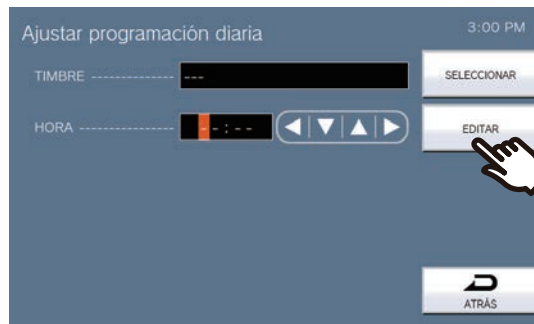 Ajustar programación diaria
3:00 PM
TIMBRE -------------- ---
SELECCIONAR
HORA ---------------- --:--
EDITAR
ATRÁS